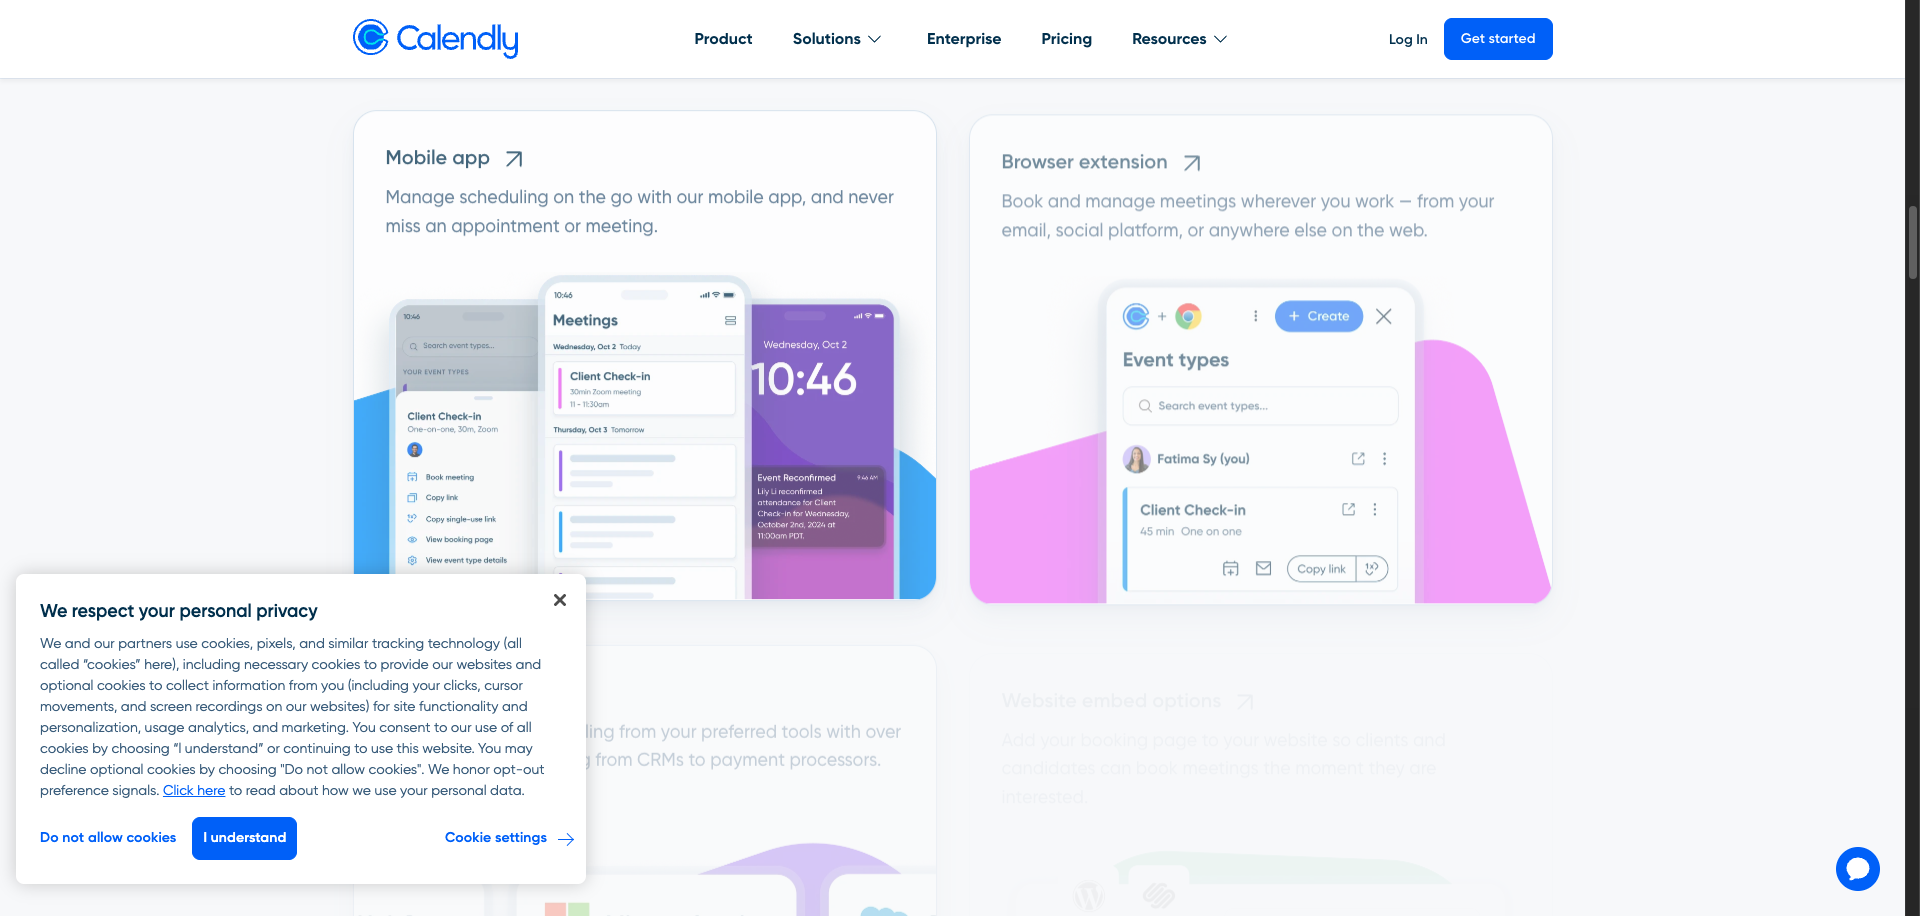 Calendly
Product
Solutions
Enterprise
Pricing
Resources
Log In
Get started
Mobile app
Manage scheduling on the go with our mobile app, and never
miss an appointment or meeting.
10:46
Search event types...
YOUR EVENT TYPES
Client Check-in
One-on-one, 30m, Zoom
Book meeting
Copy link
Copy single-use link
View booking page
View event type details
10:46
Meetings
Wednesday, Oct 2 Today
Client Check-in
30min Zoom meeting
11 - 11:30am
Thursday, Oct 3 Tomorrow
Wednesday, Oct 2
10:46
Event Reconfirmed 9:46 AM
Lily Li reconfirmed
attendance for Client
Check-in for Wednesday,
October 2nd, 2024 at
11:00am PDT.
Browser extension
Book and manage meetings wherever you work — from your
email, social platform, or anywhere else on the web.
+ Create
Event types
Search event types...
Fatima Sy (you)
Client Check-in
45 min One on one
Copy link
from your preferred tools with over
from CRMs to payment processors.
Website embed options
Add your booking page to your website so clients and
candidates can book meetings the moment they are
interested.
We respect your personal privacy
We and our partners use cookies, pixels, and similar tracking technology (all
called “cookies” here), including necessary cookies to provide our websites and
optional cookies to collect information from you (including your clicks, cursor
movements, and screen recordings on our websites) for site functionality and
personalization, usage analytics, and marketing. You consent to our use of all
cookies by choosing “I understand” or continuing to use this website. You may
decline optional cookies by choosing "Do not allow cookies". We honor opt-out
preference signals. Click here to read about how we use your personal data.
Do not allow cookies
I understand
Cookie settings